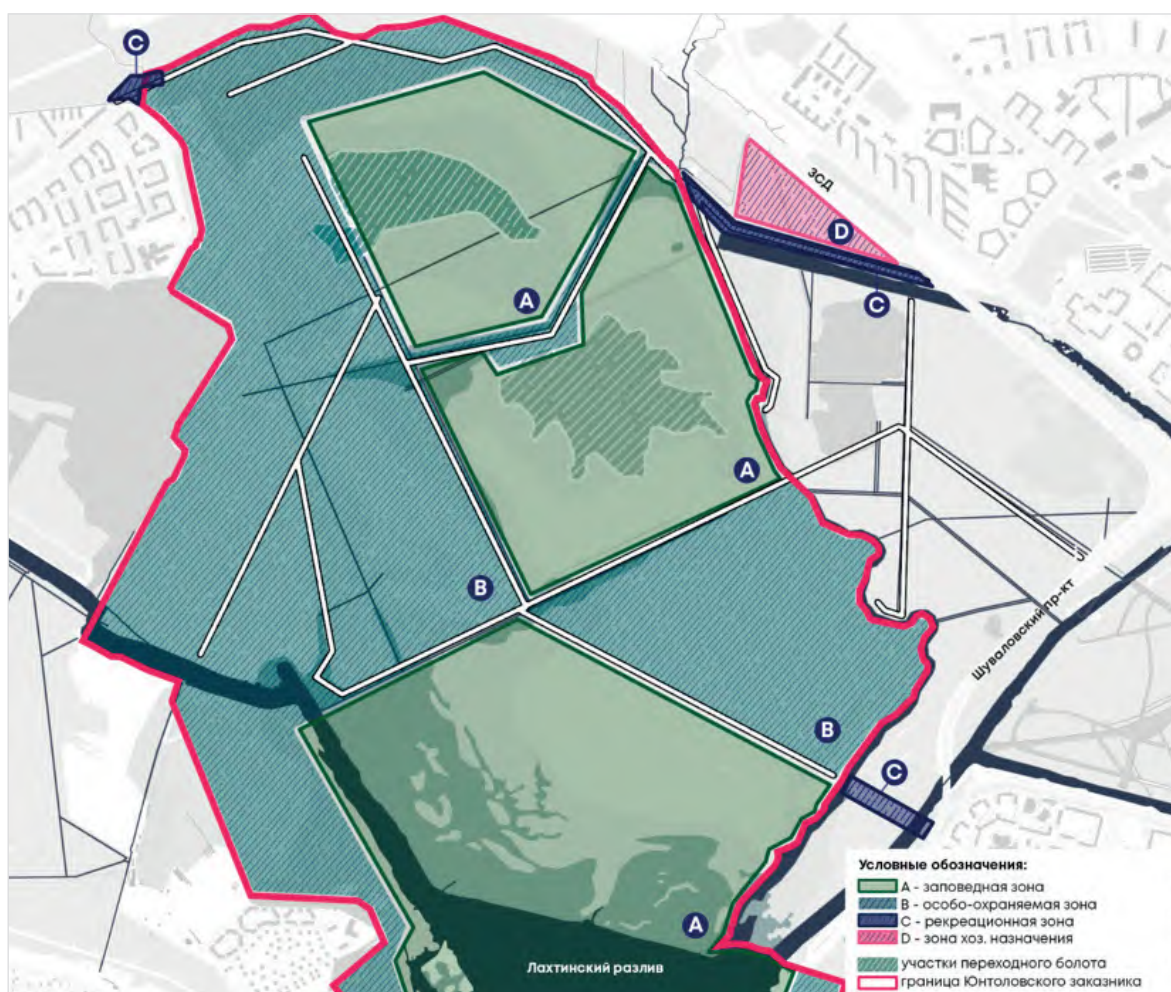 C
ЗСД
D
A
C
A
B
Шуваловский пр-кт
B
C
A
Лахтинский разлив
Условные обозначения:
A - заповедная зона
B - особо-охраняемая зона
C - рекреационная зона
D - зона хоз. назначения
участки переходного болота
граница Юнтоловского заказника